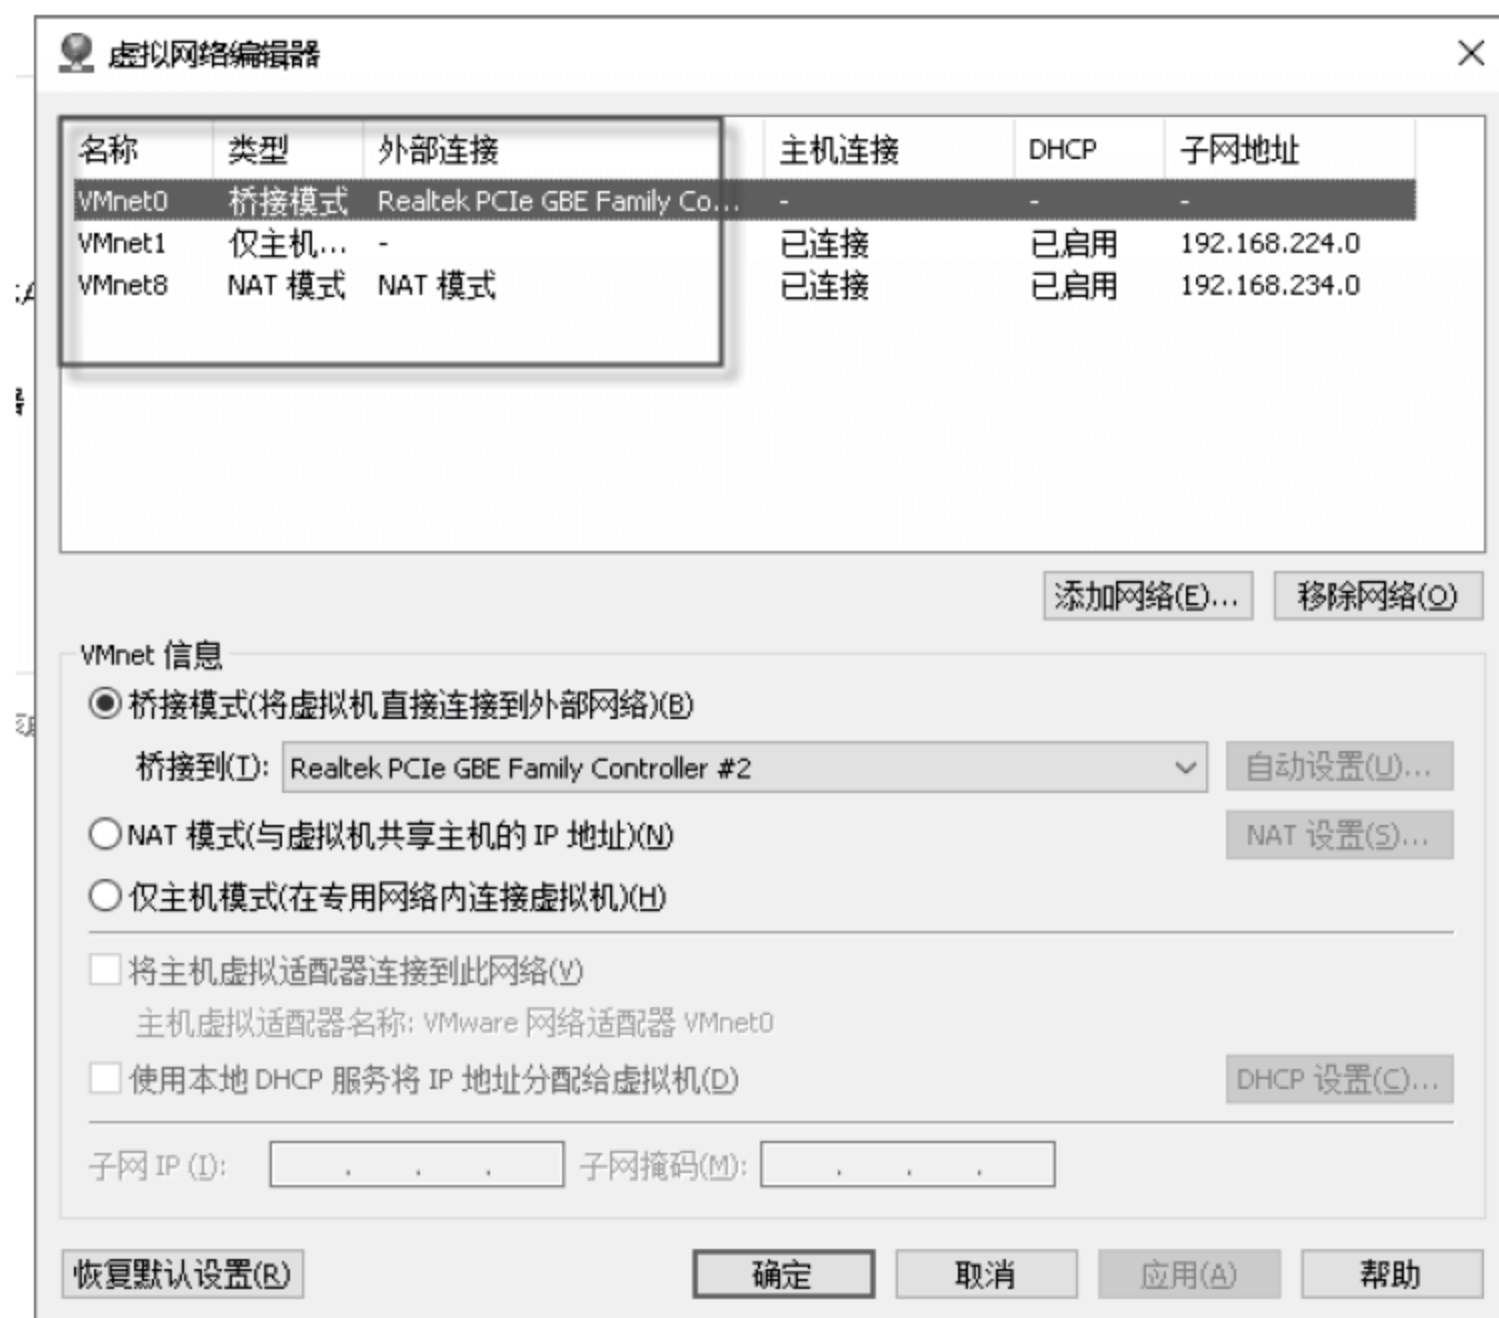 虚拟网络编辑器
名称 类型 外部连接 主机连接 DHCP 子网地址
VMnet0 桥接模式 Realtek PCIe GBE Family Co... - - -
VMnet1 仅主机... - 已连接 已启用 192.168.224.0
VMnet8 NAT 模式 NAT 模式 已连接 已启用 192.168.234.0
添加网络(E)... 移除网络(O)
VMnet 信息
桥接模式(将虚拟机直接连接到外部网络)(B)
桥接到(T): Realtek PCIe GBE Family Controller #2 自动设置(U)...
NAT 模式(与虚拟机共享主机的 IP 地址)(N) NAT 设置(S)...
仅主机模式(在专用网络内连接虚拟机)(H)
将主机虚拟适配器连接到此网络(V)
主机虚拟适配器名称: VMware 网络适配器 VMnet0
使用本地 DHCP 服务将 IP 地址分配给虚拟机(D) DHCP 设置(C)...
子网 IP (I): . . . 子网掩码(M): . . .
恢复默认设置(R) 确定 取消 应用(A) 帮助